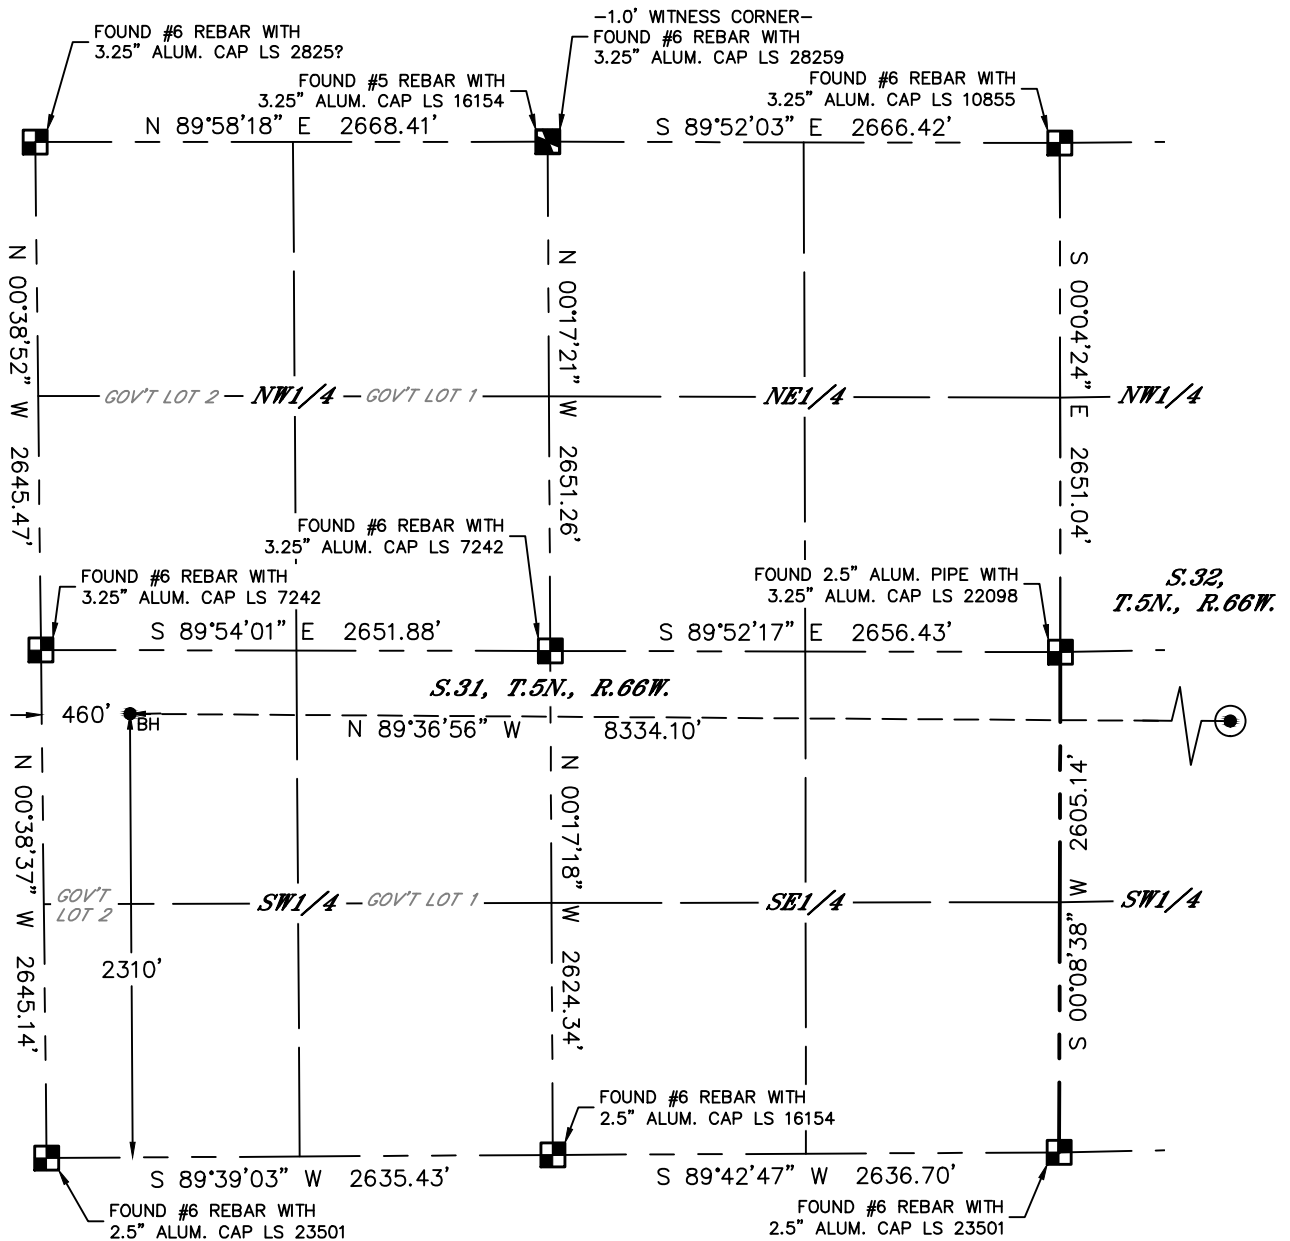 -1.0' WITNESS CORNER-
FOUND #6 REBAR WITH
3.25" ALUM. CAP LS 28259
FOUND #6 REBAR WITH
3.25" ALUM. CAP LS 2825?
FOUND #5 REBAR WITH
3.25" ALUM. CAP LS 16154
FOUND #6 REBAR WITH
3.25" ALUM. CAP LS 10855
N 89°58'18" E 2668.41'
S 89°52'03" E 2666.42'
N 00°38'52" W 2645.47'
N 00°17'21" W 2651.26'
S 00°04'24" E 2651.04'
GOV'T LOT 2
NW1/4
GOV'T LOT 1
NE1/4
NW1/4
FOUND #6 REBAR WITH
3.25" ALUM. CAP LS 7242
FOUND #6 REBAR WITH
3.25" ALUM. CAP LS 7242
FOUND 2.5" ALUM. PIPE WITH
3.25" ALUM. CAP LS 22098
S.32,
T.5N., R.66W.
S 89°54'01" E 2651.88'
S 89°52'17" E 2656.43'
S.31, T.5N., R.66W.
460'
BH
N 89°36'56" W 8334.10'
N 00°38'37" W 2645.14'
N 00°17'18" W 2624.34'
S 00°08'38" W 2605.14'
GOV'T
LOT 2
SW1/4
GOV'T LOT 1
SE1/4
SW1/4
2310'
FOUND #6 REBAR WITH
2.5" ALUM. CAP LS 16154
S 89°39'03" W 2635.43'
S 89°42'47" W 2636.70'
FOUND #6 REBAR WITH
2.5" ALUM. CAP LS 23501
FOUND #6 REBAR WITH
2.5" ALUM. CAP LS 23501